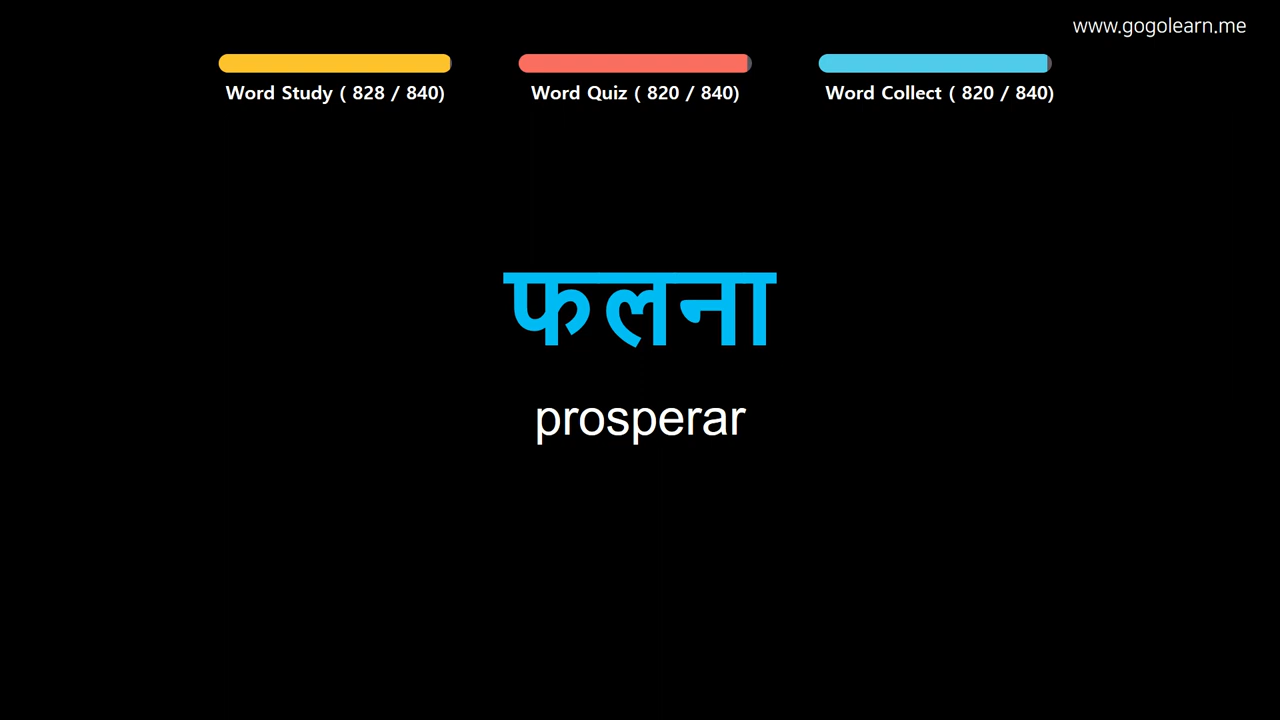 www.gogolearn.me
Word Study ( 828 / 840)
Word Quiz ( 820 / 840)
Word Collect ( 820 / 840)
फलना
prosperar